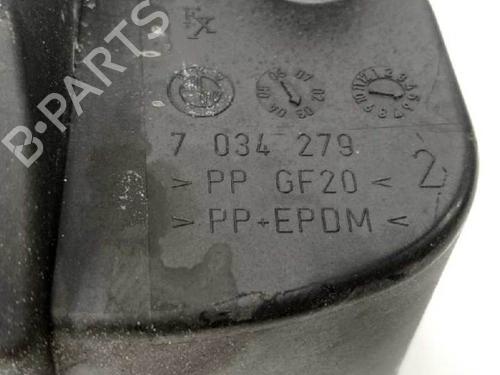 B-PARTS
7 034 279
> PP GF20 <
2
> PP+EPDM <